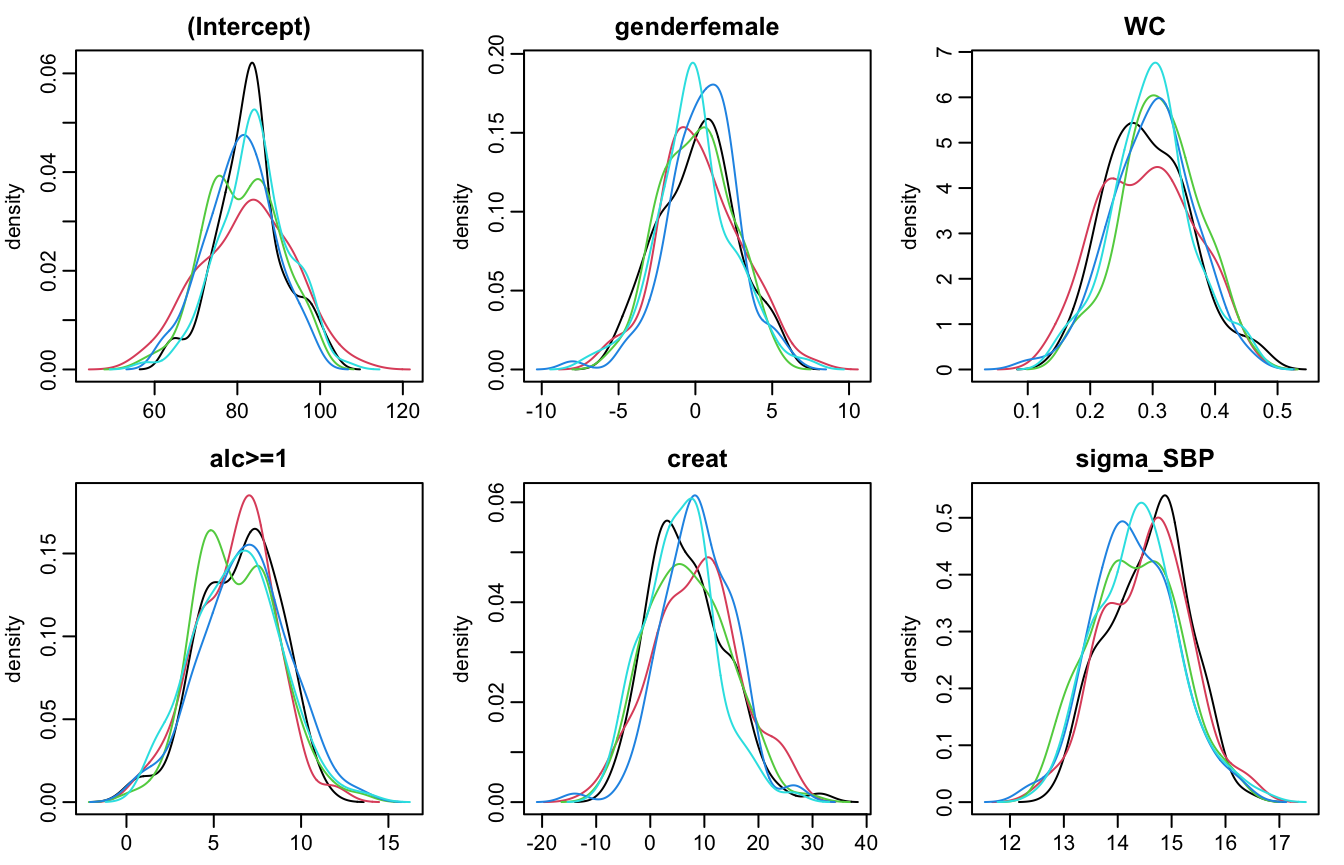 (Intercept)
density
0.00 0.02 0.04 0.06
60 80 100 120
genderfemale
density
0.00 0.05 0.10 0.15 0.20
-10 -5 0 5 10
WC
density
0 1 2 3 4 5 6 7
0.1 0.2 0.3 0.4 0.5
alc>=1
density
0.00 0.05 0.10 0.15
0 5 10 15
creat
density
0.00 0.02 0.04 0.06
-20 -10 0 10 20 30 40
sigma_SBP
density
0.0 0.1 0.2 0.3 0.4 0.5
12 13 14 15 16 17